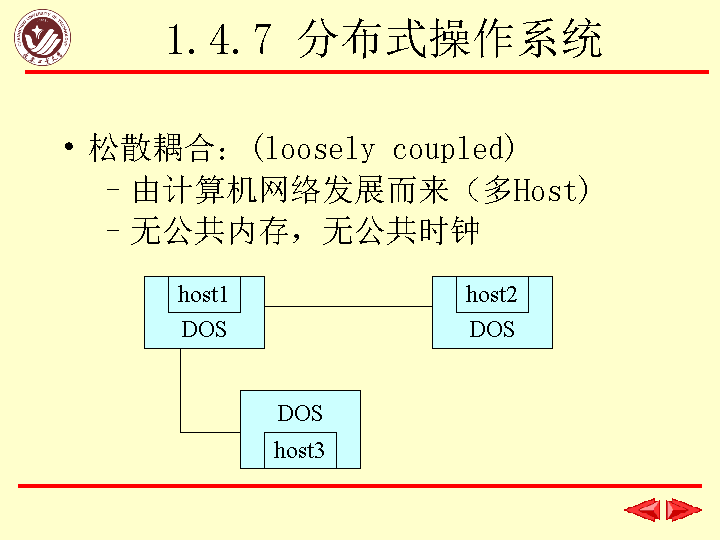 1.4.7 分布式操作系统
• 松散耦合：(loosely coupled)
–由计算机网络发展而来（多Host)
–无公共内存，无公共时钟
host1
DOS
host2
DOS
DOS
host3